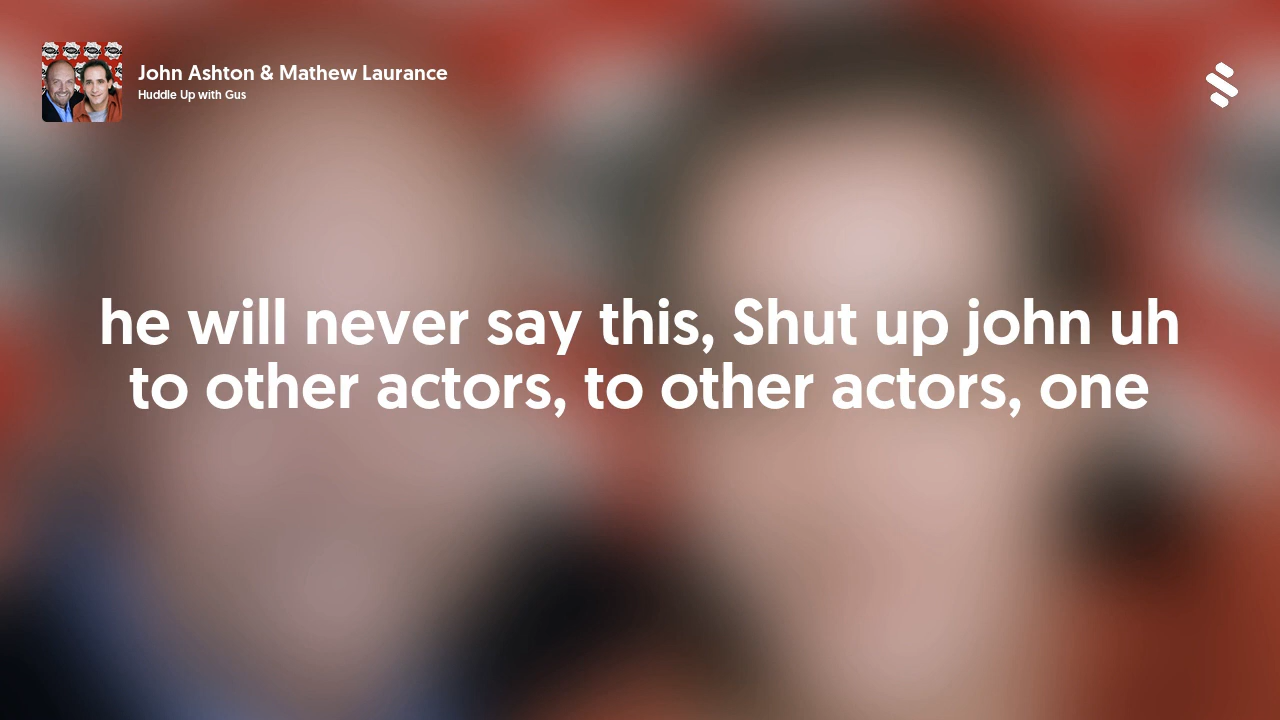 John Ashton & Mathew Laurance
Huddle Up with Gus
he will never say this, Shut up john uh
to other actors, to other actors, one